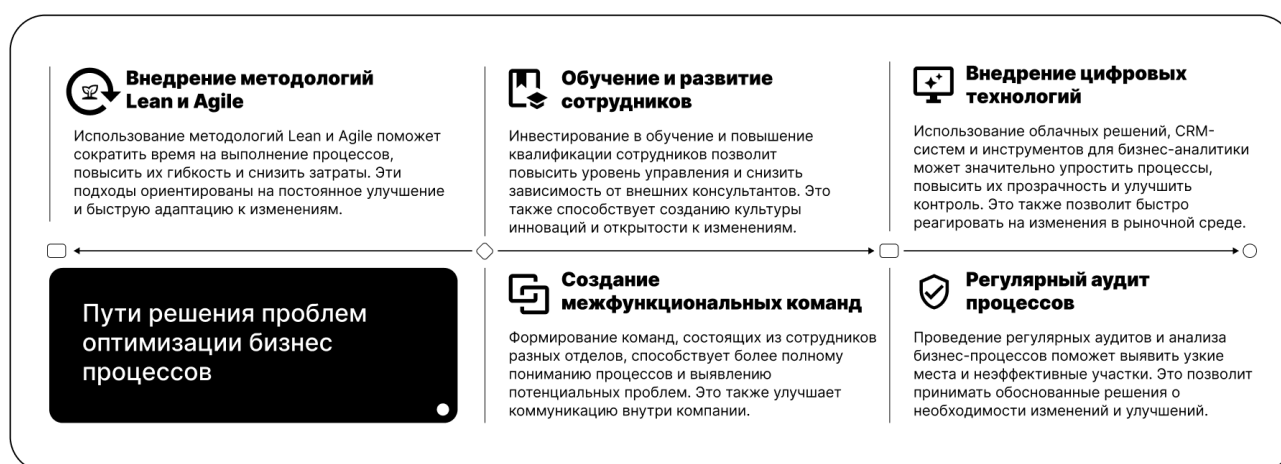 Внедрение методологий
Lean и Agile
Использование методологий Lean и Agile поможет
сократить время на выполнение процессов,
повысить их гибкость и снизить затраты. Эти
подходы ориентированы на постоянное улучшение
и быструю адаптацию к изменениям.
Обучение и развитие
сотрудников
Инвестирование в обучение и повышение
квалификации сотрудников позволит
повысить уровень управления и снизить
зависимость от внешних консультантов. Это
также способствует созданию культуры
инноваций и открытости к изменениям.
Внедрение цифровых
технологий
Использование облачных решений, CRM-
систем и инструментов для бизнес-аналитики
может значительно упростить процессы,
повысить их прозрачность и улучшить
контроль. Это также позволит быстро
реагировать на изменения в рыночной среде.
Пути решения проблем
оптимизации бизнес
процессов
Создание
межфункциональных команд
Формирование команд, состоящих из сотрудников
разных отделов, способствует более полному
пониманию процессов и выявлению
потенциальных проблем. Это также улучшает
коммуникацию внутри компании.
Регулярный аудит
процессов
Проведение регулярных аудитов и анализа
бизнес-процессов поможет выявить узкие
места и неэффективные участки. Это позволит
принимать обоснованные решения о
необходимости изменений и улучшений.